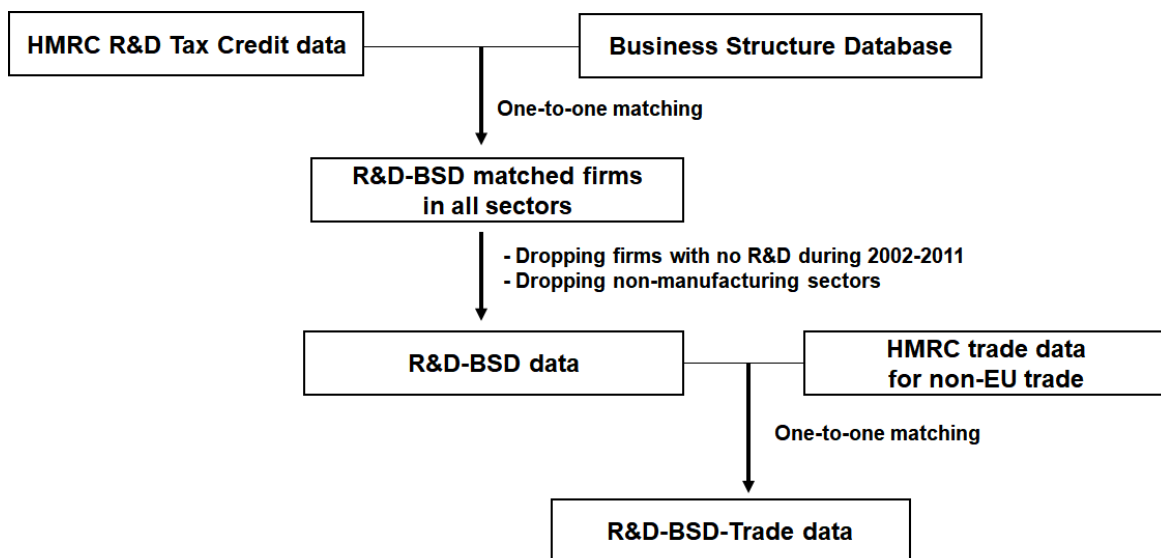 HMRC R&D Tax Credit data
Business Structure Database
One-to-one matching
R&D-BSD matched firms
in all sectors
- Dropping firms with no R&D during 2002-2011
- Dropping non-manufacturing sectors
R&D-BSD data
HMRC trade data
for non-EU trade
One-to-one matching
R&D-BSD-Trade data